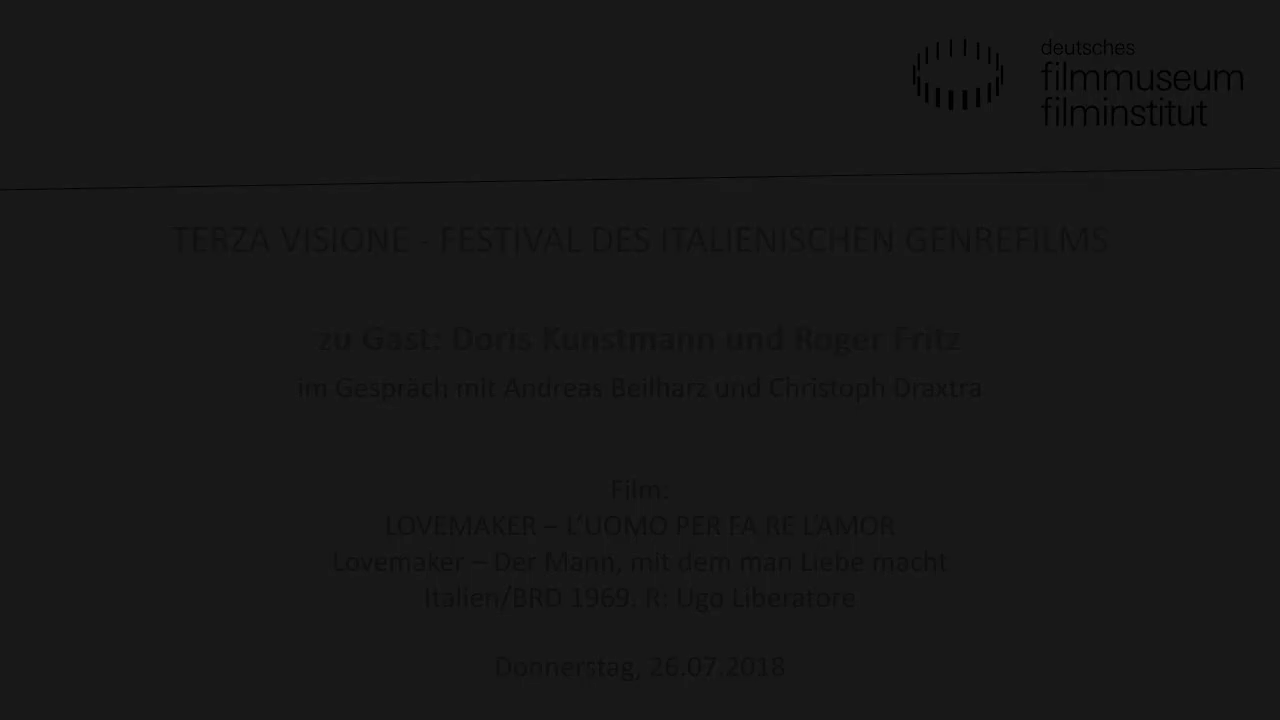 deutsches
filmmuseum
filminstitut
TERZA VISIONE - FESTIVAL DES ITALIENISCHEN GENREFILMS
zu Gast: Doris Kunstmann und Roger Fritz
im Gespräch mit Andreas Beilharz und Christoph Draxtra
Film:
LOVEMAKER – L'UOMO PER FA RE L'AMOR
Lovemaker – Der Mann, mit dem man Liebe macht
Italien/BRD 1969. R: Ugo Liberatore
Donnerstag, 26.07.2018